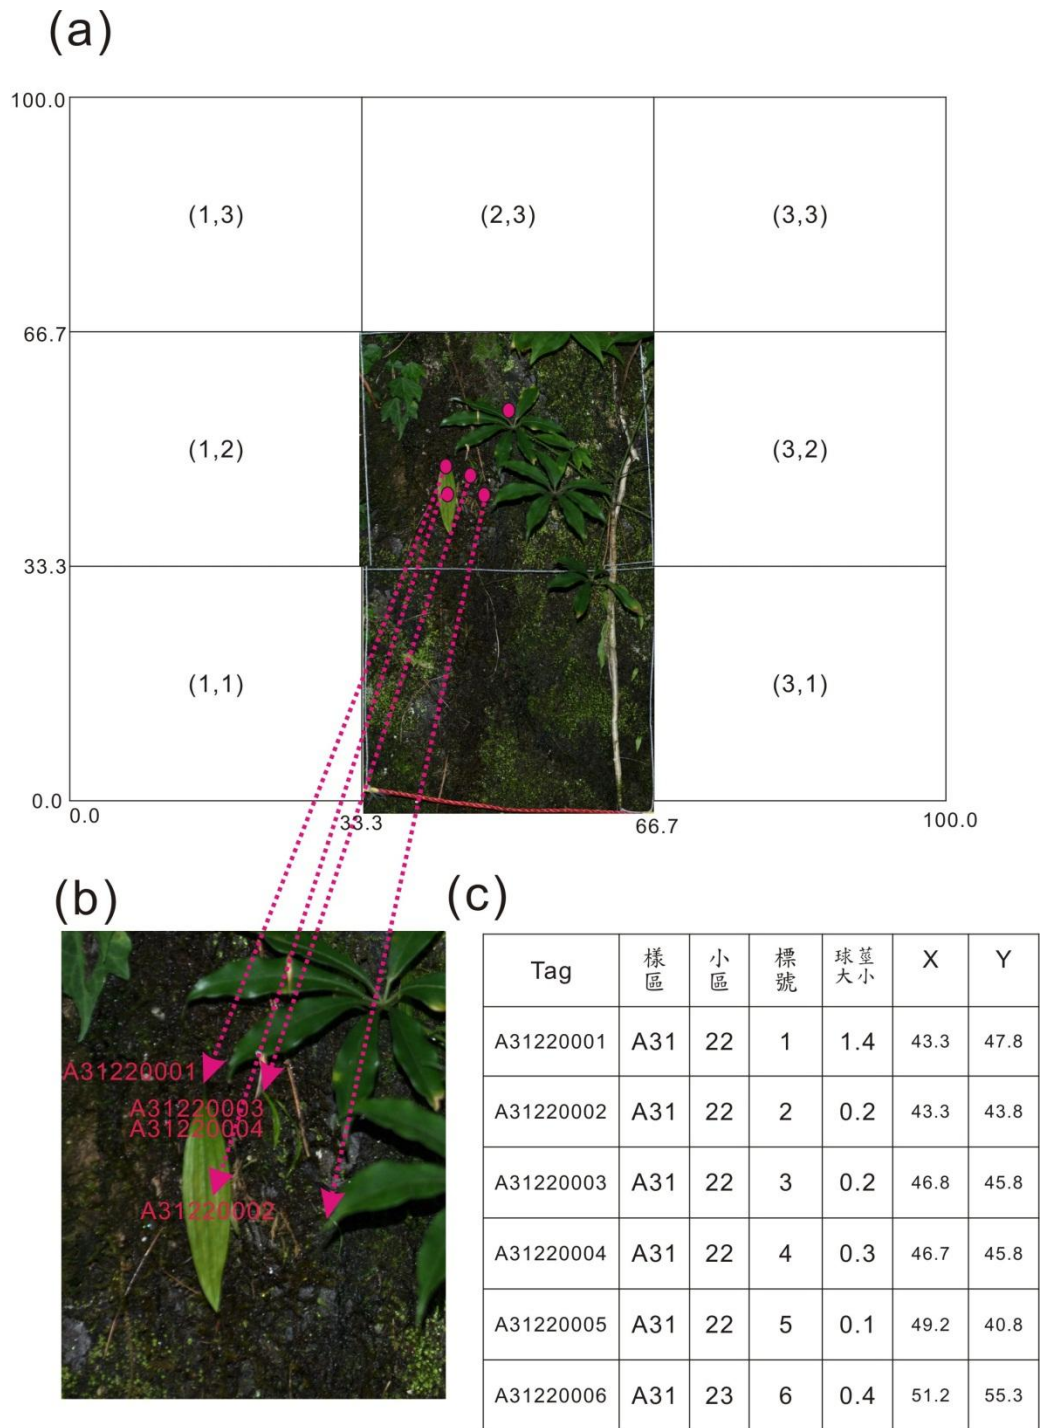 (a)
100.0
(1,3) (2,3) (3,3)
66.7
(1,2) (3,2)
33.3
(1,1) (3,1)
0.0
0.0 33.3 66.7 100.0
(b)
A31220001
A31220003
A31220004
A31220002
(c)
Tag 樣區 小區 標號 球莖大小 X Y
A31220001 A31 22 1 1.4 43.3 47.8
A31220002 A31 22 2 0.2 43.3 43.8
A31220003 A31 22 3 0.2 46.8 45.8
A31220004 A31 22 4 0.3 46.7 45.8
A31220005 A31 22 5 0.1 49.2 40.8
A31220006 A31 23 6 0.4 51.2 55.3